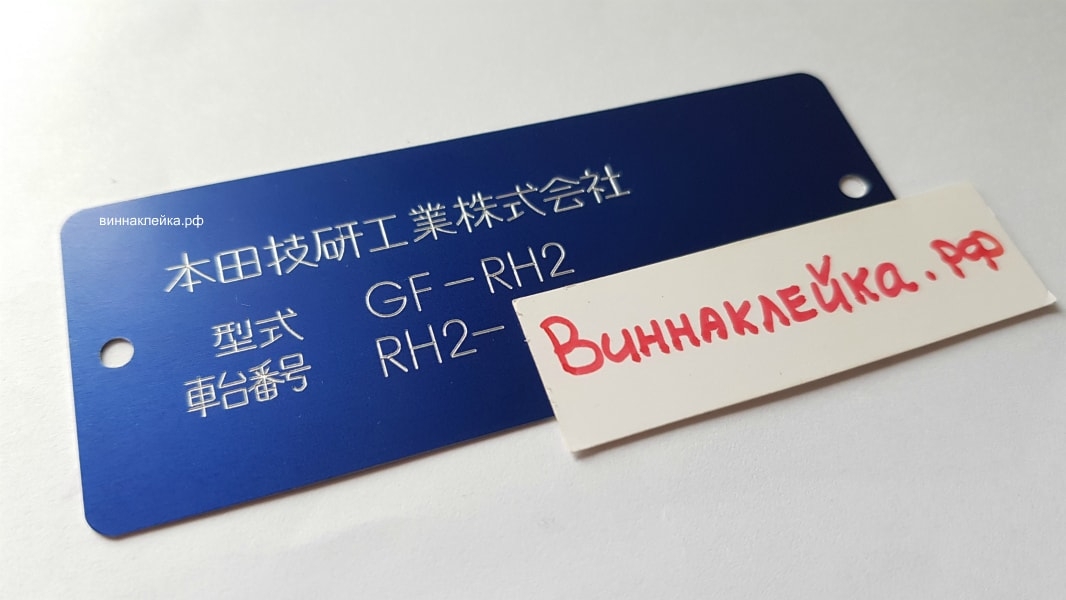 виннаклейка.рф
本田技研工業株式会社
型式 GF-RH2
車台番号 RH2-
Виннаклейка.рф